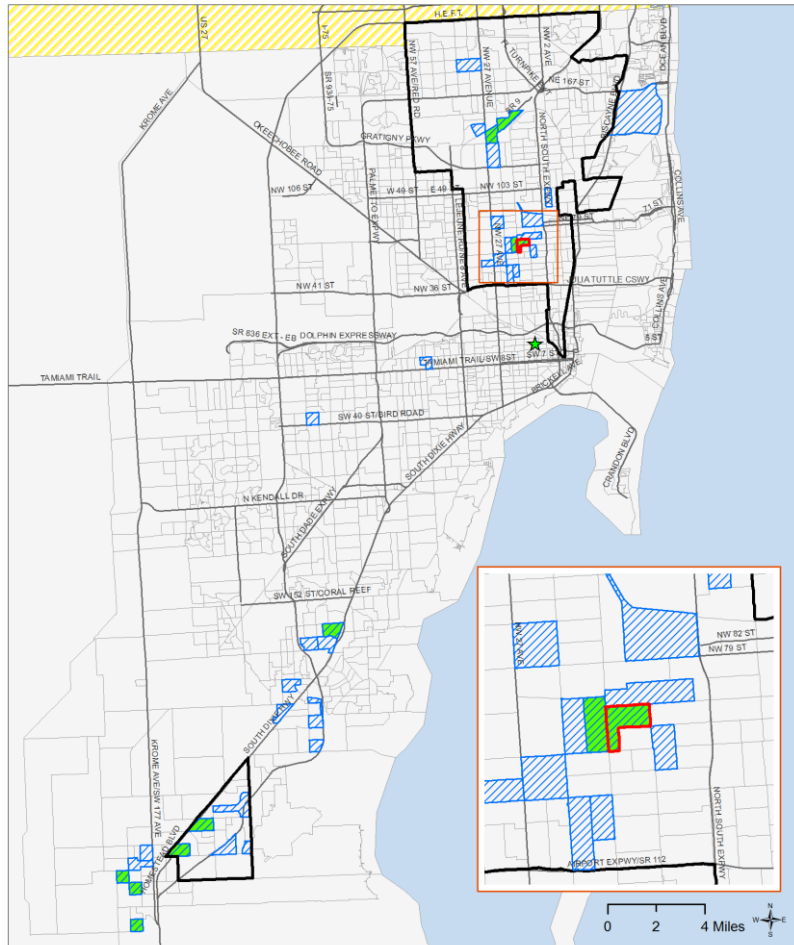 H.E.F.T.
US 27
I-75
SR 93/I-75
NW 57 AVE/RED RD
NW 27 AVENUE
FL TURNPIKE EXT
NW 2 AVE
OCEAN BLVD
NE 167 ST
BISCAYNE BLVD
KROME AVE
SR 9
OKEECHOBEE ROAD
GRATIGNY PKWY
PALMETTO EXPWY
NORTH SOUTH EXPWY
NW 106 ST
W 49 ST
E 49
NW 103 ST
COLLINS AVE
71 ST
NW 27 AVE
NW 41 ST
NW 36 ST
JULIA TUTTLE CSWY
COLLINS AVE
SR 836 EXT - EB
DOLPHIN EXPRESSWAY
5 ST
TAMIAMI TRAIL
TAMIAMI TRAIL/SW 8ST
SW 7 ST
BRICKELL AVE
SW 40 ST/BIRD ROAD
SOUTH DIXIE HWAY
CRANDON BLVD
N KENDALL DR
SOUTH DADE EXPWY
SW 152 ST/CORAL REEF
SOUTH DIXIE HWY
KROME AVE/SW 177 AVE
HOMESTEAD BLVD
NW 27 AVE
NW 82 ST
NW 79 ST
NORTH SOUTH EXPWY
AIRPORT EXPWY/SR 112
0 2 4 Miles
N
W E
S